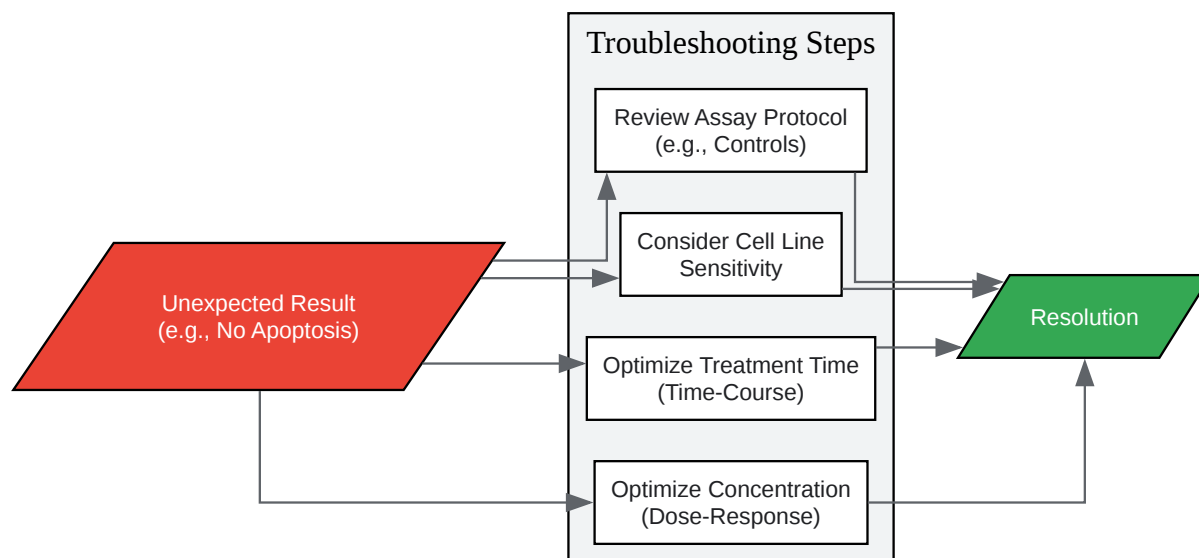 Troubleshooting Steps
Review Assay Protocol
(e.g., Controls)
Consider Cell Line
Sensitivity
Unexpected Result
(e.g., No Apoptosis)
Resolution
Optimize Treatment Time
(Time-Course)
Optimize Concentration
(Dose-Response)